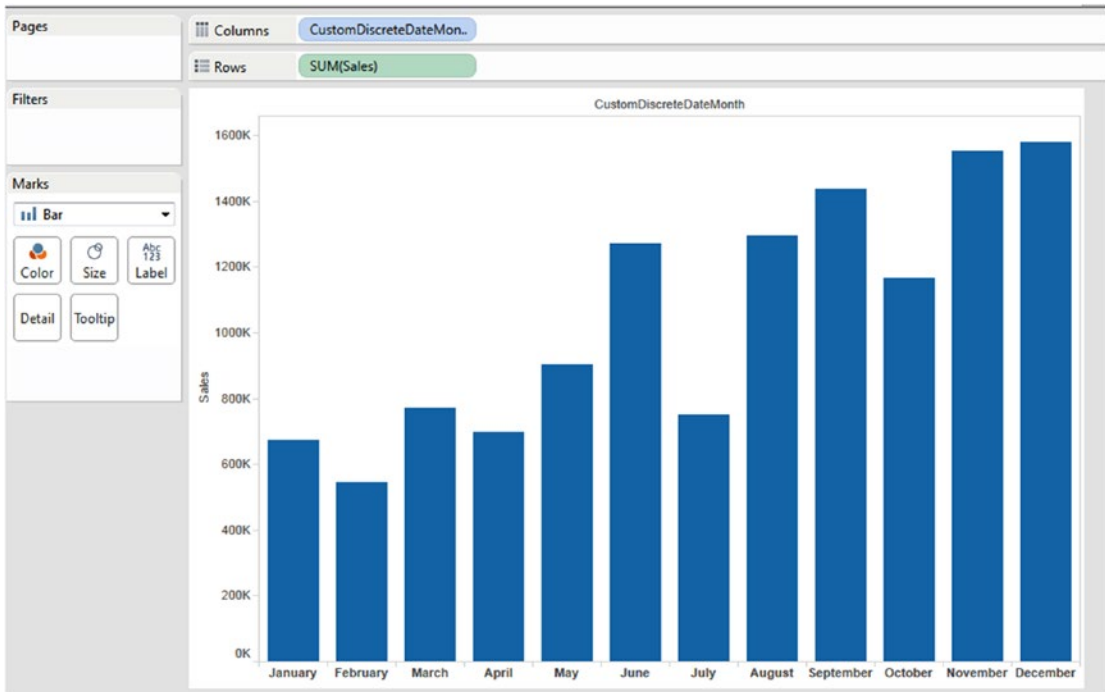 Pages
Columns
CustomDiscreteDateMon..
Rows
SUM(Sales)
Filters
Marks
Bar
Color
Size
Abc
123
Label
Detail
Tooltip
CustomDiscreteDateMonth
Sales
1600K
1400K
1200K
1000K
800K
600K
400K
200K
0K
January February March April May June July August September October November December